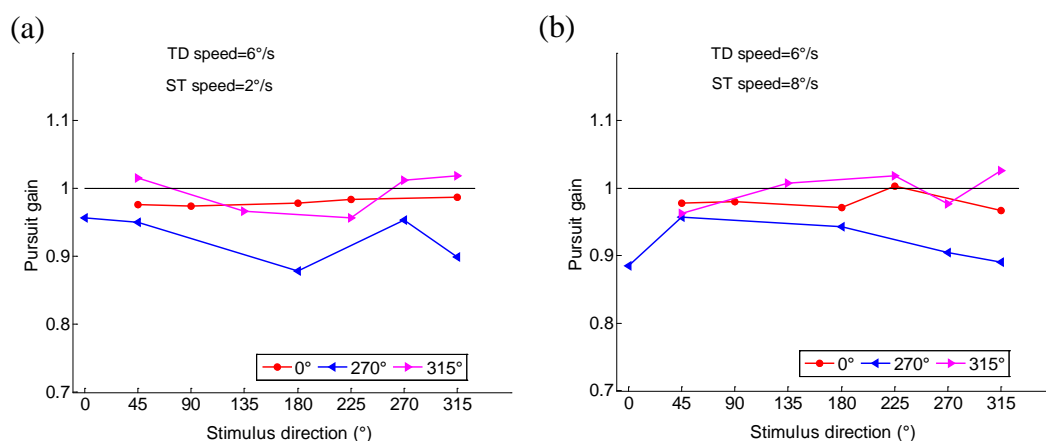 (a)
TD speed=6°/s
ST speed=2°/s
Pursuit gain
1.1
1
0.9
0.8
0.7
0° 270° 315°
0 45 90 135 180 225 270 315
Stimulus direction (°)
(b)
TD speed=6°/s
ST speed=8°/s
Pursuit gain
1.1
1
0.9
0.8
0.7
0° 270° 315°
0 45 90 135 180 225 270 315
Stimulus direction (°)